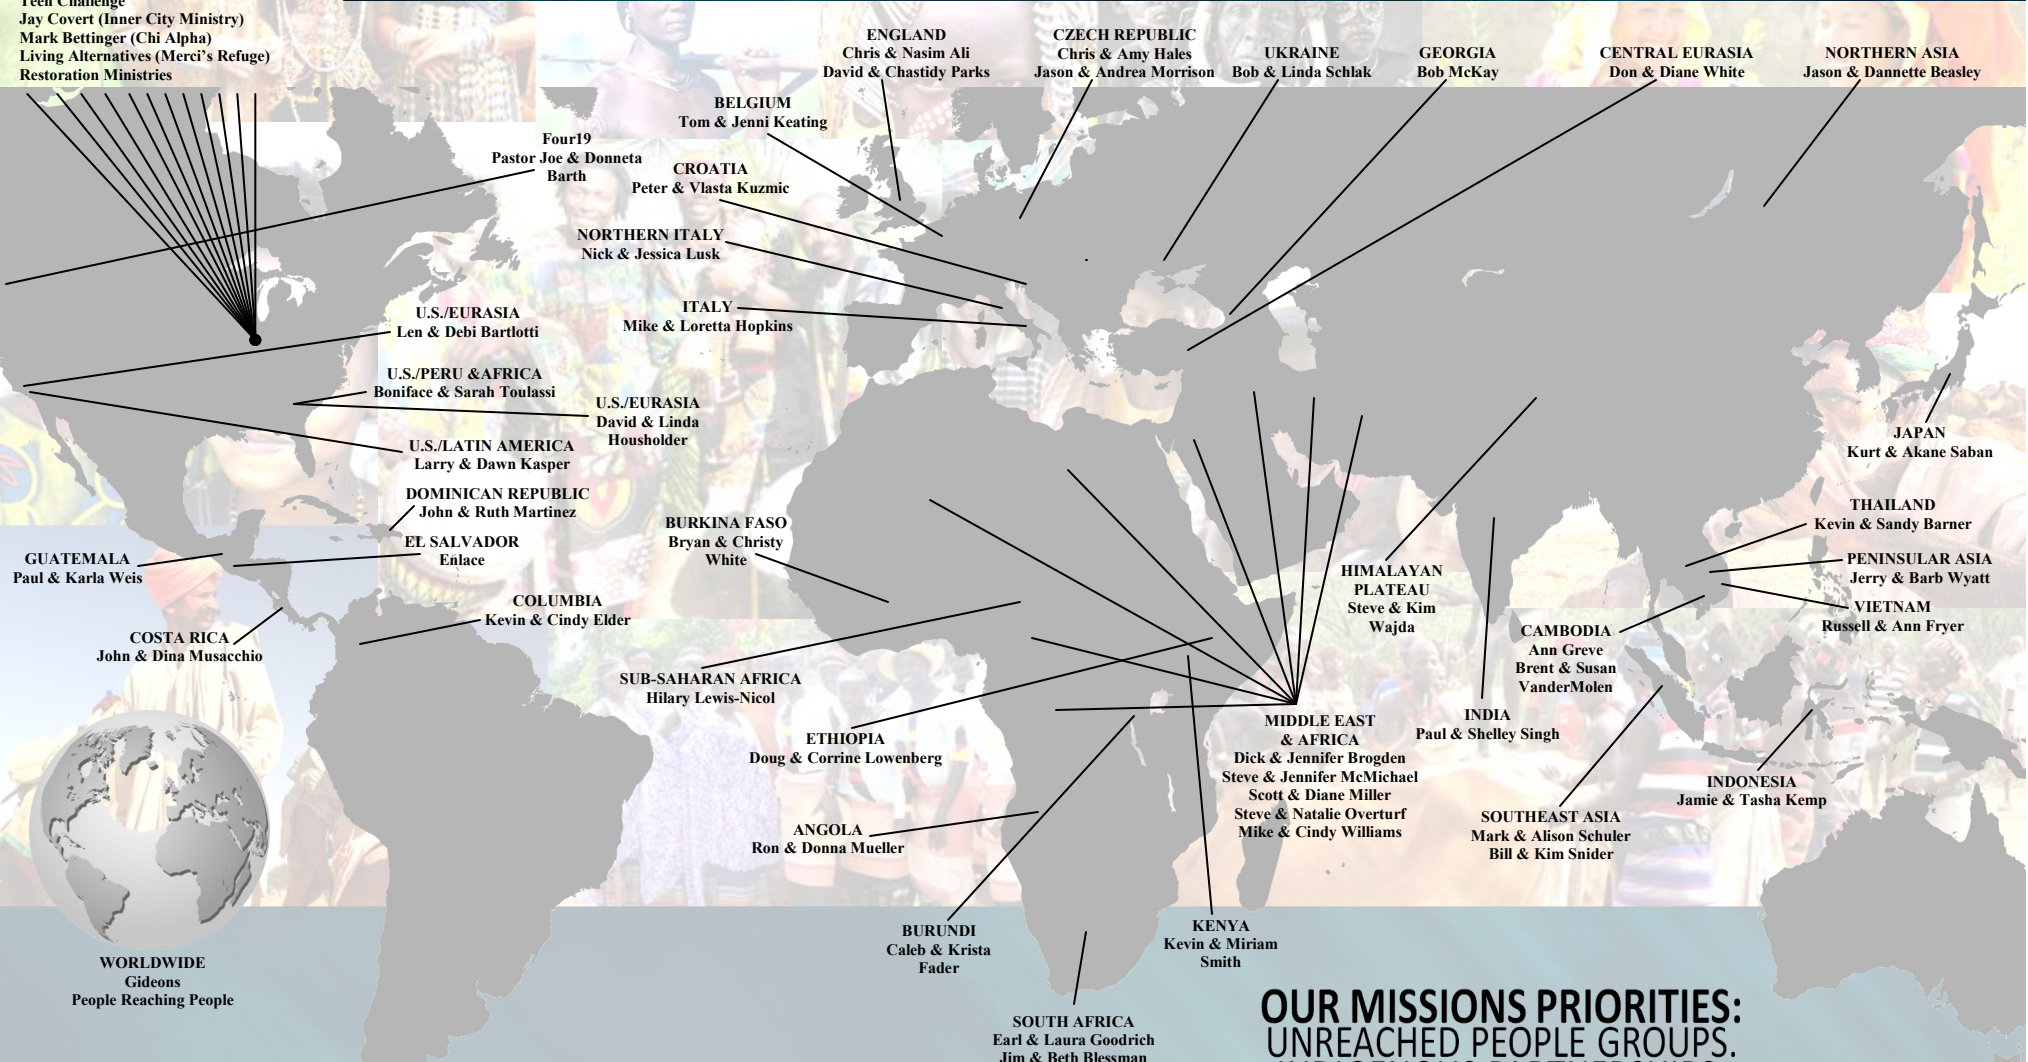 Teen Challenge
Jay Covert (Inner City Ministry)
Mark Bettinger (Chi Alpha)
Living Alternatives (Merci's Refuge)
Restoration Ministries
ENGLAND
Chris & Nasim Ali
David & Chastidy Parks
CZECH REPUBLIC
Chris & Amy Hales
Jason & Andrea Morrison
UKRAINE
Bob & Linda Schlak
GEORGIA
Bob McKay
CENTRAL EURASIA
Don & Diane White
NORTHERN ASIA
Jason & Dannette Beasley
BELGIUM
Tom & Jenni Keating
Four19
Pastor Joe & Donneta
Barth
CROATIA
Peter & Vlasta Kuzmic
NORTHERN ITALY
Nick & Jessica Lusk
ITALY
Mike & Loretta Hopkins
U.S./EURASIA
Len & Debi Bartlotti
U.S./PERU &AFRICA
Boniface & Sarah Toulassi
U.S./EURASIA
David & Linda
Housholder
U.S./LATIN AMERICA
Larry & Dawn Kasper
DOMINICAN REPUBLIC
John & Ruth Martinez
EL SALVADOR
Enlace
GUATEMALA
Paul & Karla Weis
COSTA RICA
John & Dina Musacchio
COLUMBIA
Kevin & Cindy Elder
BURKINA FASO
Bryan & Christy
White
SUB-SAHARAN AFRICA
Hilary Lewis-Nicol
ETHIOPIA
Doug & Corrine Lowenberg
ANGOLA
Ron & Donna Mueller
BURUNDI
Caleb & Krista
Fader
KENYA
Kevin & Miriam
Smith
SOUTH AFRICA
Earl & Laura Goodrich
Jim & Beth Blessman
MIDDLE EAST
& AFRICA
Dick & Jennifer Brogden
Steve & Jennifer McMichael
Scott & Diane Miller
Steve & Natalie Overturf
Mike & Cindy Williams
HIMALAYAN
PLATEAU
Steve & Kim
Wajda
INDIA
Paul & Shelley Singh
CAMBODIA
Ann Greve
Brent & Susan
VanderMolen
JAPAN
Kurt & Akane Saban
THAILAND
Kevin & Sandy Barner
PENINSULAR ASIA
Jerry & Barb Wyatt
VIETNAM
Russell & Ann Fryer
INDONESIA
Jamie & Tasha Kemp
SOUTHEAST ASIA
Mark & Alison Schuler
Bill & Kim Snider
WORLDWIDE
Gideons
People Reaching People
OUR MISSIONS PRIORITIES:
UNREACHED PEOPLE GROUPS.
INDIGENOUS PARTNERSHIPS.